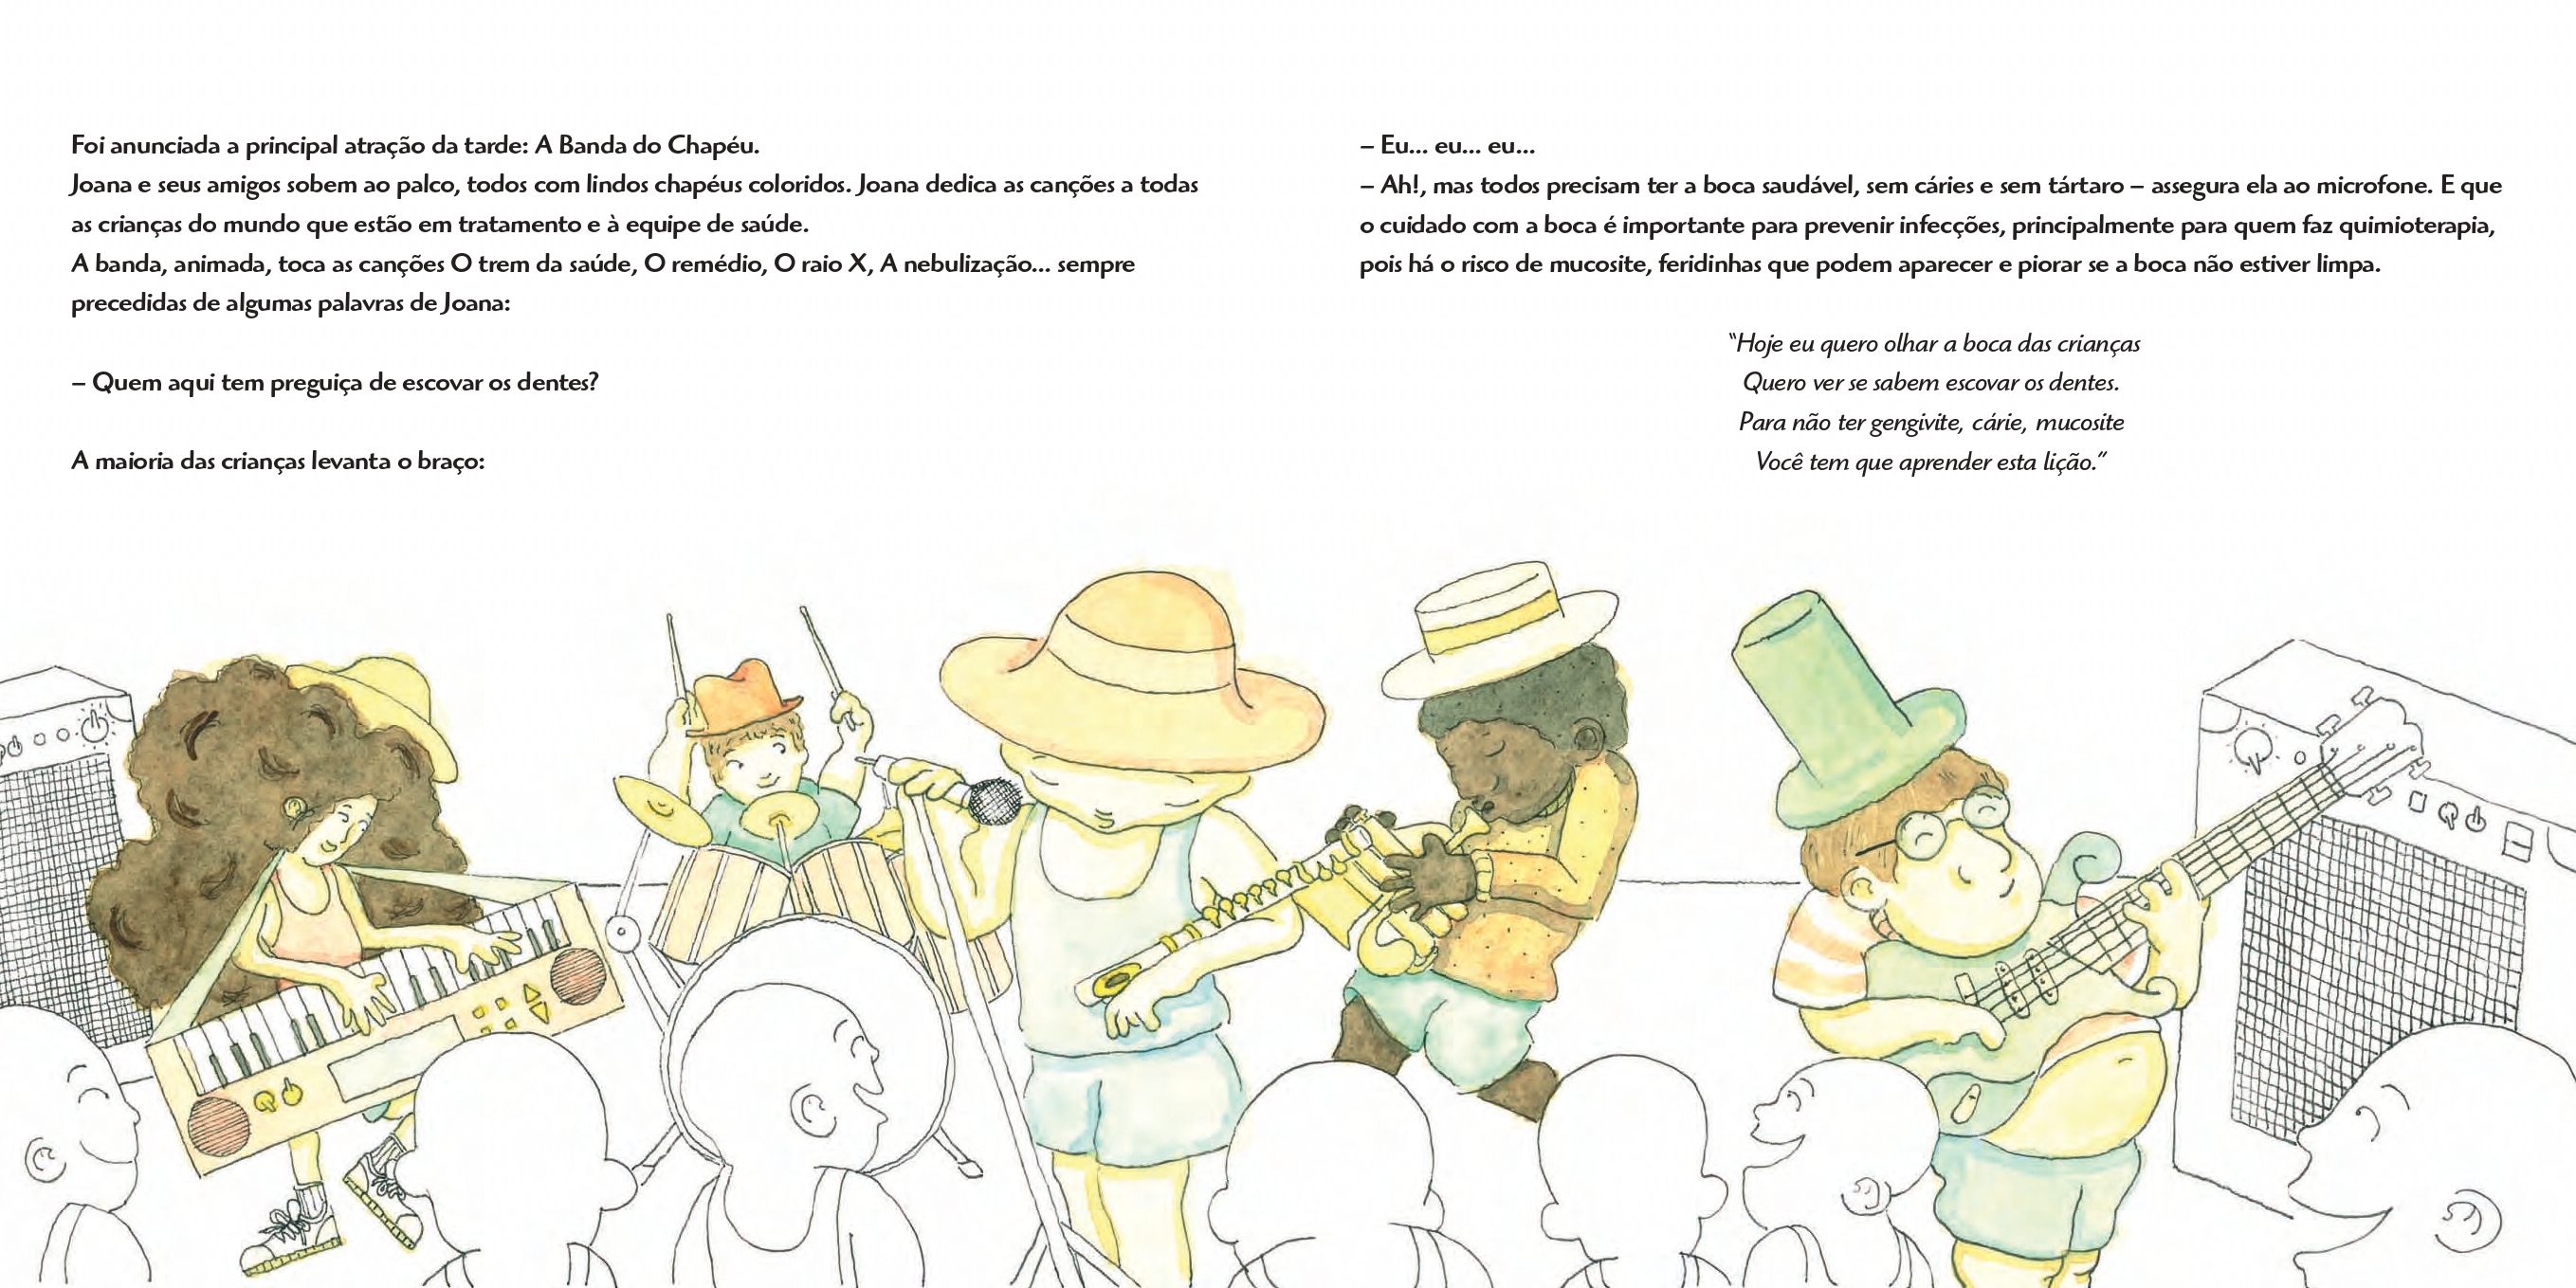 Foi anunciada a principal atração da tarde: A Banda do Chapéu.
Joana e seus amigos sobem ao palco, todos com lindos chapéus coloridos. Joana dedica as canções a todas
as crianças do mundo que estão em tratamento e à equipe de saúde.
A banda, animada, toca as canções O trem da saúde, O remédio, O raio X, A nebulização... sempre
precedidas de algumas palavras de Joana:
– Quem aqui tem preguiça de escovar os dentes?
A maioria das crianças levanta o braço:
– Eu... eu... eu...
– Ah!, mas todos precisam ter a boca saudável, sem cáries e sem tártaro – assegura ela ao microfone. E que
o cuidado com a boca é importante para prevenir infecções, principalmente para quem faz quimioterapia,
pois há o risco de mucosite, feridinhas que podem aparecer e piorar se a boca não estiver limpa.
"Hoje eu quero olhar a boca das crianças
Quero ver se sabem escovar os dentes.
Para não ter gengivite, cárie, mucosite
Você tem que aprender esta lição."